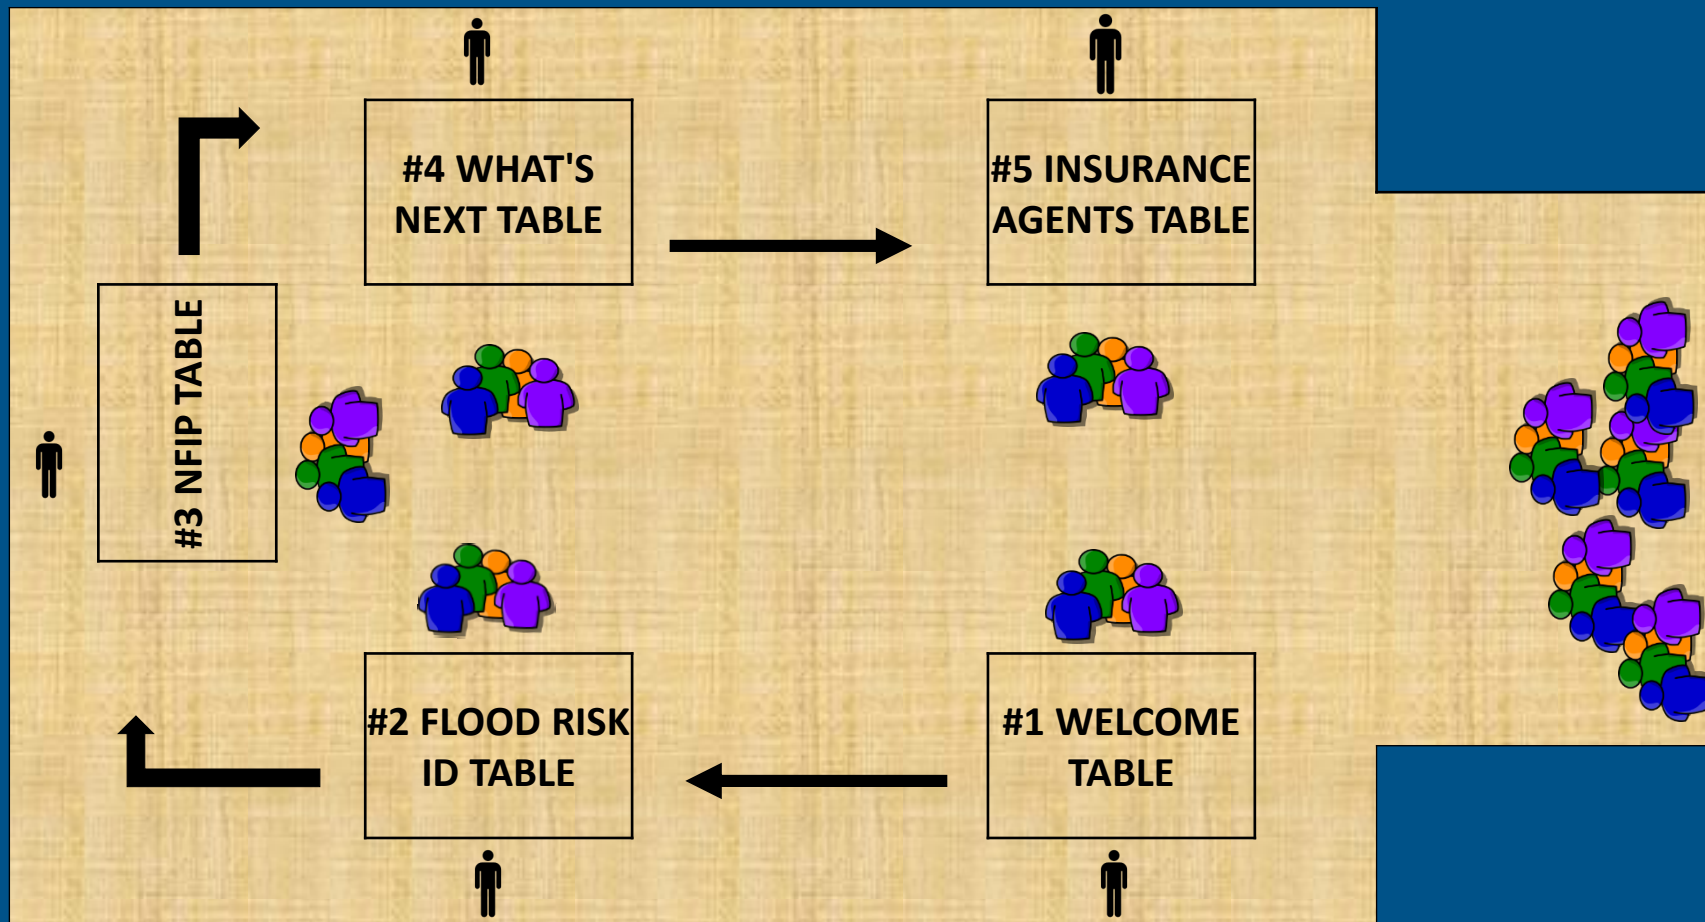 #4 WHAT'S
NEXT TABLE
#5 INSURANCE
AGENTS TABLE
#3 NFIP TABLE
#2 FLOOD RISK
ID TABLE
#1 WELCOME
TABLE